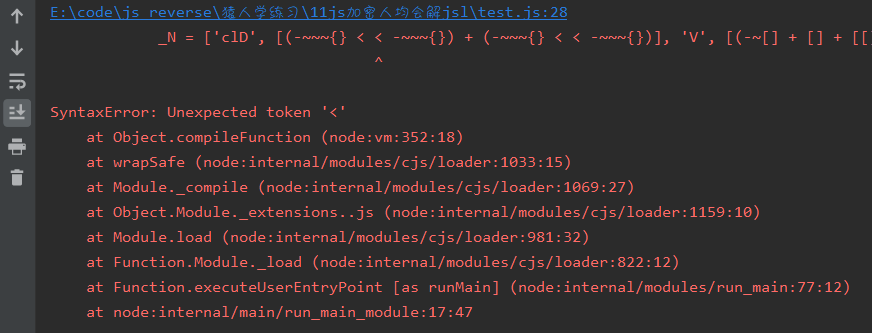 E:\code\js_reverse\猿人学练习\11js加密人均会解jsl\test.js:28
_N = ['clD', [(-~~~{} < < -~~~{}) + (-~~~{} < < -~~~{})], 'V', [(-~[] + [] + [[]
^
SyntaxError: Unexpected token '<'
at Object.compileFunction (node:vm:352:18)
at wrapSafe (node:internal/modules/cjs/loader:1033:15)
at Module._compile (node:internal/modules/cjs/loader:1069:27)
at Object.Module._extensions..js (node:internal/modules/cjs/loader:1159:10)
at Module.load (node:internal/modules/cjs/loader:981:32)
at Function.Module._load (node:internal/modules/cjs/loader:822:12)
at Function.executeUserEntryPoint [as runMain] (node:internal/modules/run_main:77:12)
at node:internal/main/run_main_module:17:47